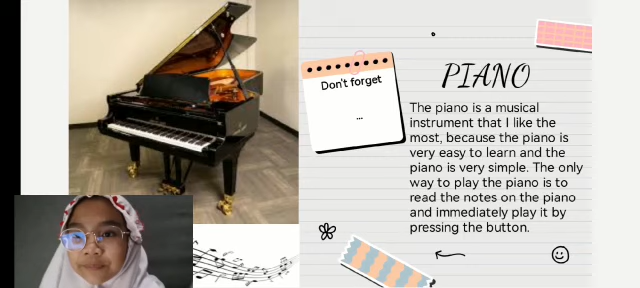 Don't forget
...
PIANO
The piano is a musical
instrument that I like the
most, because the piano is
very easy to learn and the
piano is very simple. The only
way to play the piano is to
read the notes on the piano
and immediately play it by
pressing the button.